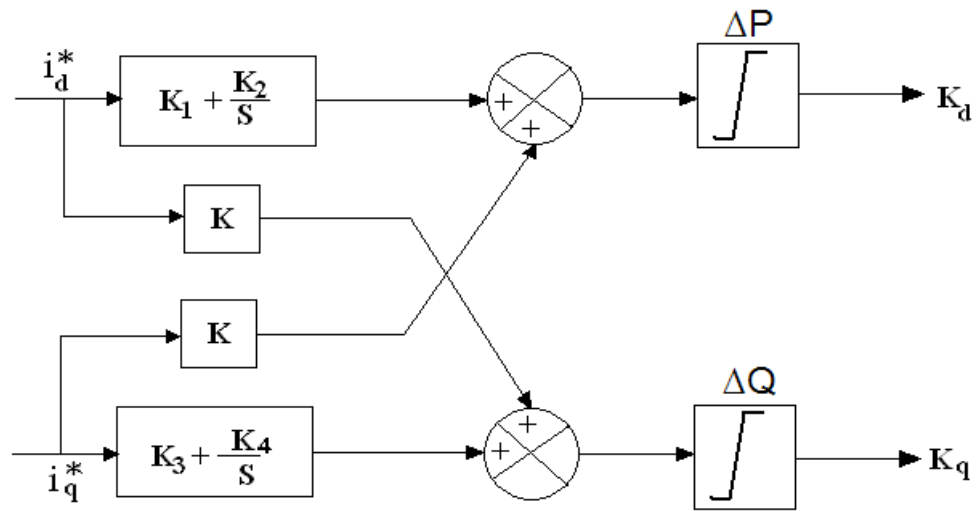 ΔP
i*d
K1 + K2/S
+
+
Kd
K
K
ΔQ
i*q
K3 + K4/S
+
+
Kq